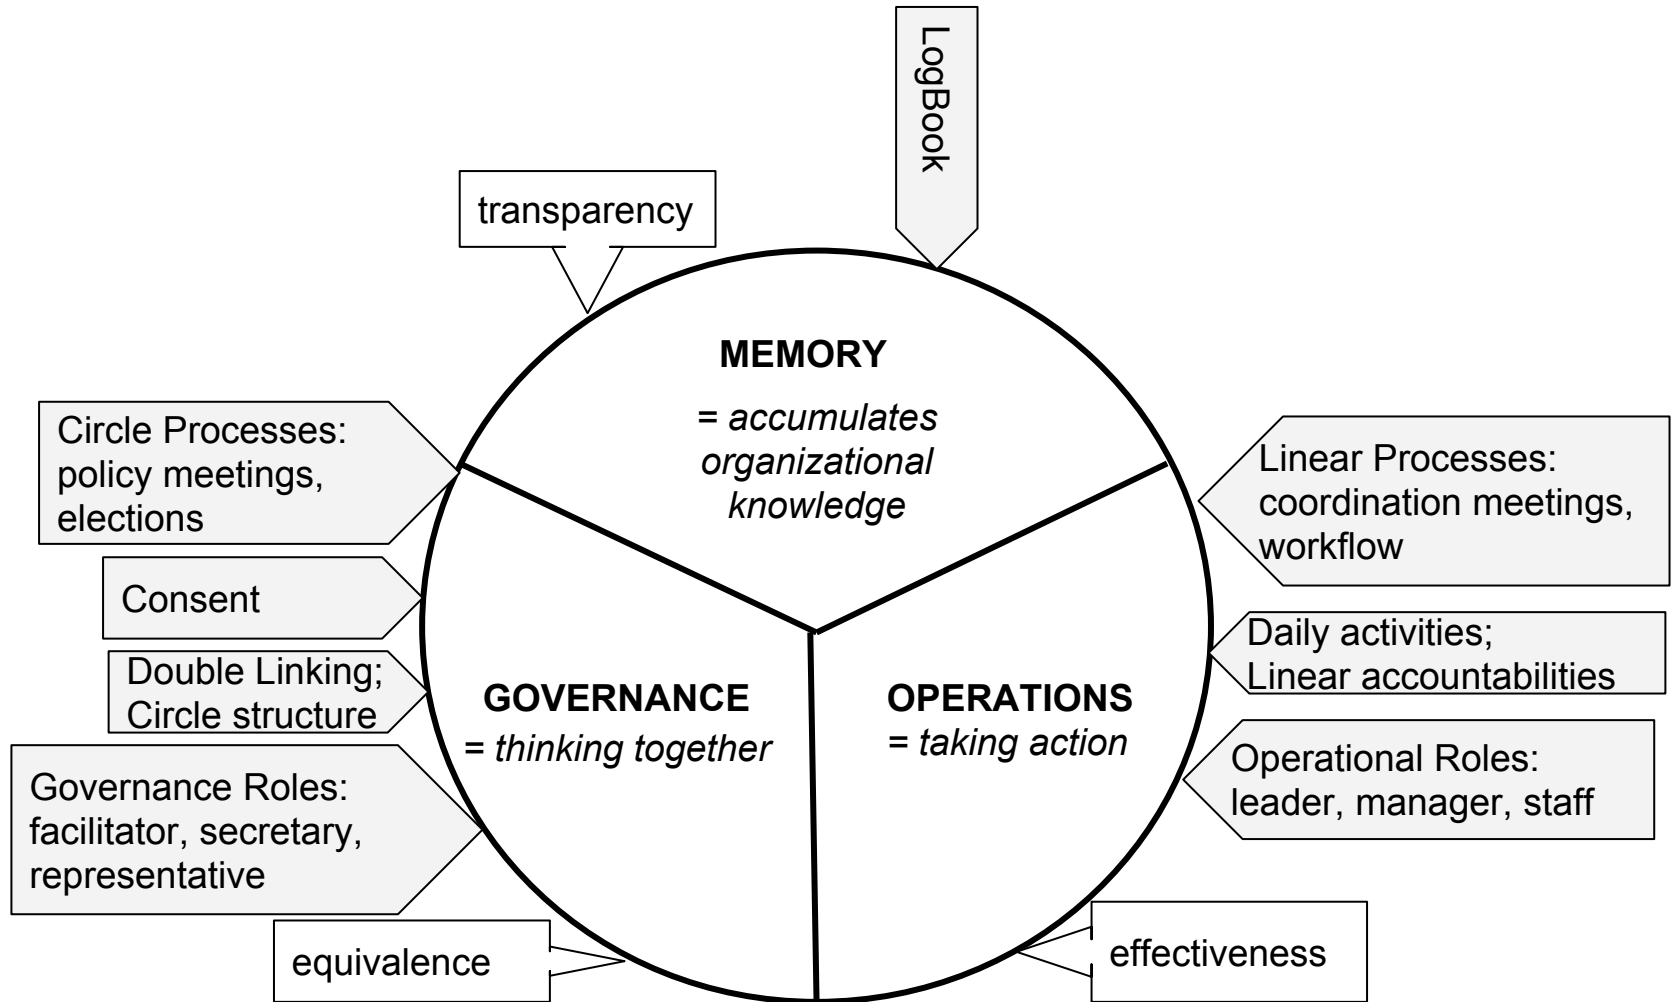 LogBook
transparency
MEMORY
= accumulates
organizational
knowledge
Circle Processes:
policy meetings,
elections
Consent
Double Linking;
Circle structure
Governance Roles:
facilitator, secretary,
representative
GOVERNANCE
= thinking together
equivalence
Linear Processes:
coordination meetings,
workflow
Daily activities;
Linear accountabilities
OPERATIONS
= taking action
Operational Roles:
leader, manager, staff
effectiveness